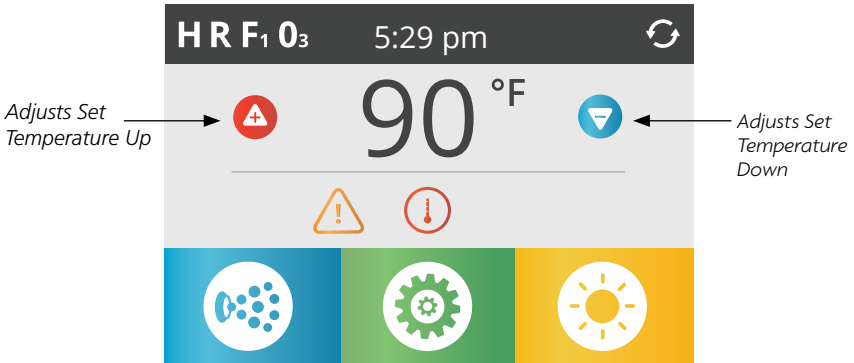 H R F₁ 0₃ 5:29 pm
90 °F
Adjusts Set
Temperature Up
Adjusts Set
Temperature
Down